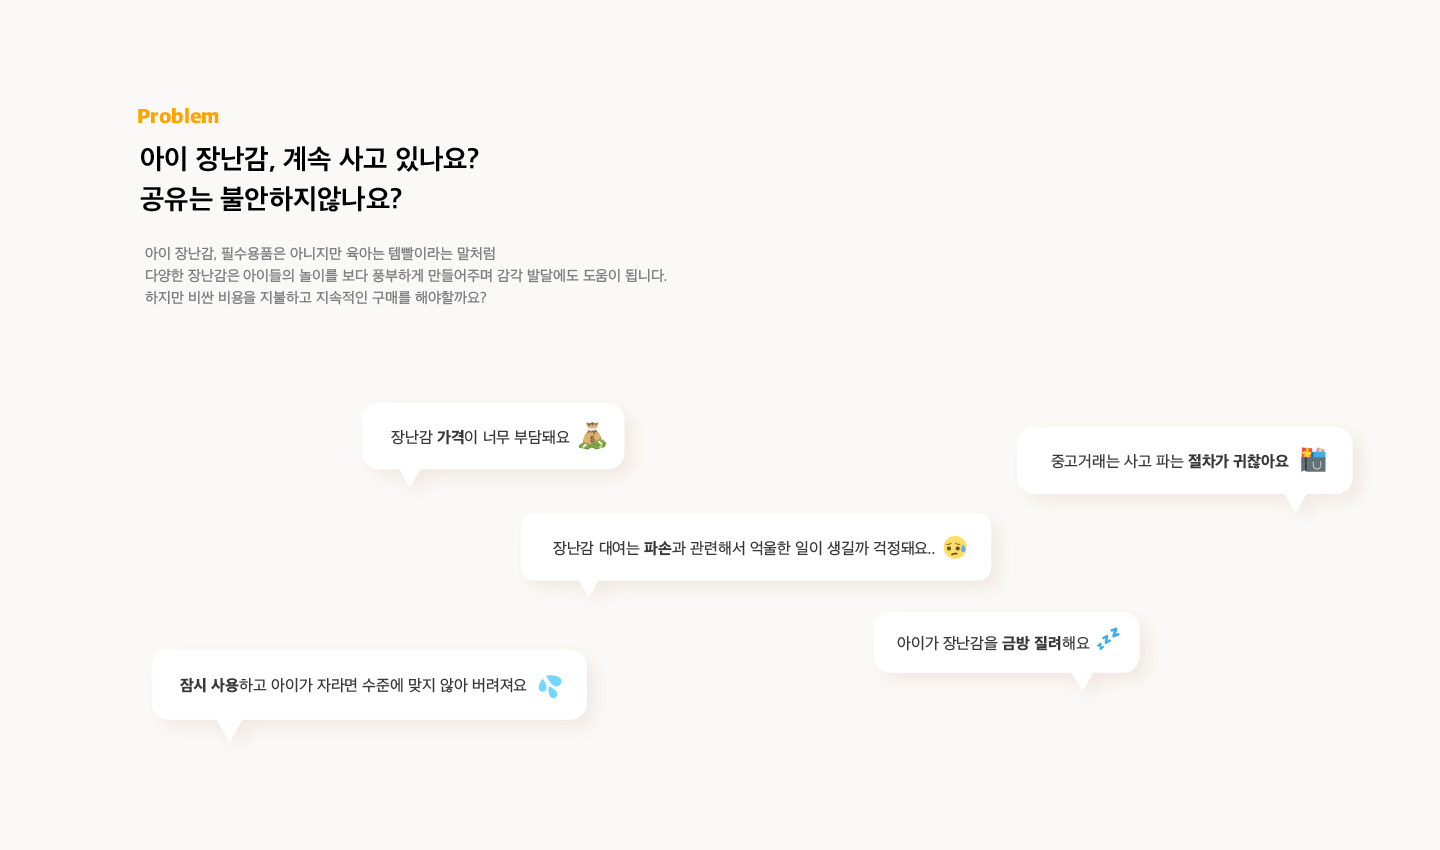 Problem
아이 장난감, 계속 사고 있나요?
공유는 불안하지않나요?
아이 장난감, 필수용품은 아니지만 육아는 템빨이라는 말처럼
다양한 장난감은 아이들의 놀이를 보다 풍부하게 만들어주며 감각 발달에도 도움이 됩니다.
하지만 비싼 비용을 지불하고 지속적인 구매를 해야할까요?
장난감 가격이 너무 부담돼요
중고거래는 사고 파는 절차가 귀찮아요
장난감 대여는 파손과 관련해서 억울한 일이 생길까 걱정돼요..
아이가 장난감을 금방 질려해요
잠시 사용하고 아이가 자라면 수준에 맞지 않아 버려져요